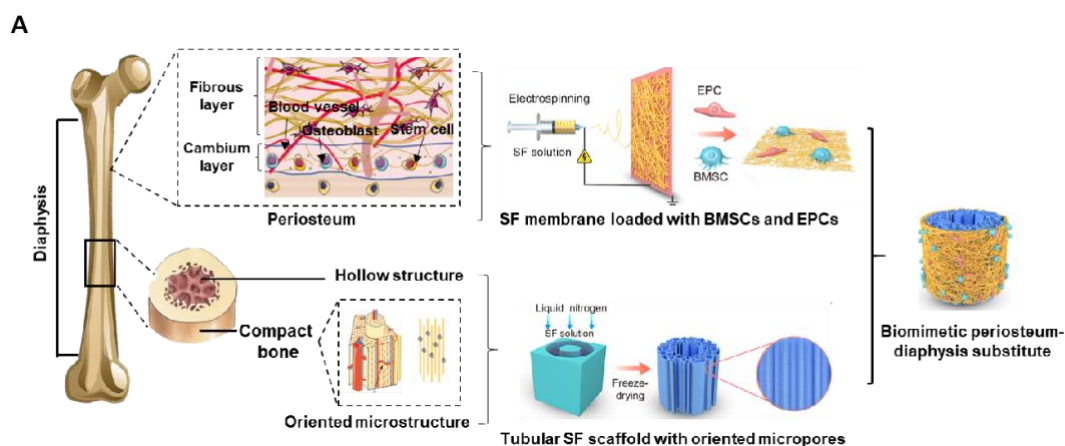 A
Diaphysis
Fibrous
layer
Blood vessel
Osteoblast
Stem cell
Cambium
layer
Periosteum
Electrospinning
SF solution
EPC
BMSC
SF membrane loaded with BMSCs and EPCs
Hollow structure
Compact
bone
Oriented microstructure
Liquid nitrogen
SF solution
Freeze-
drying
Tubular SF scaffold with oriented micropores
Biomimetic periosteum-
diaphysis substitute